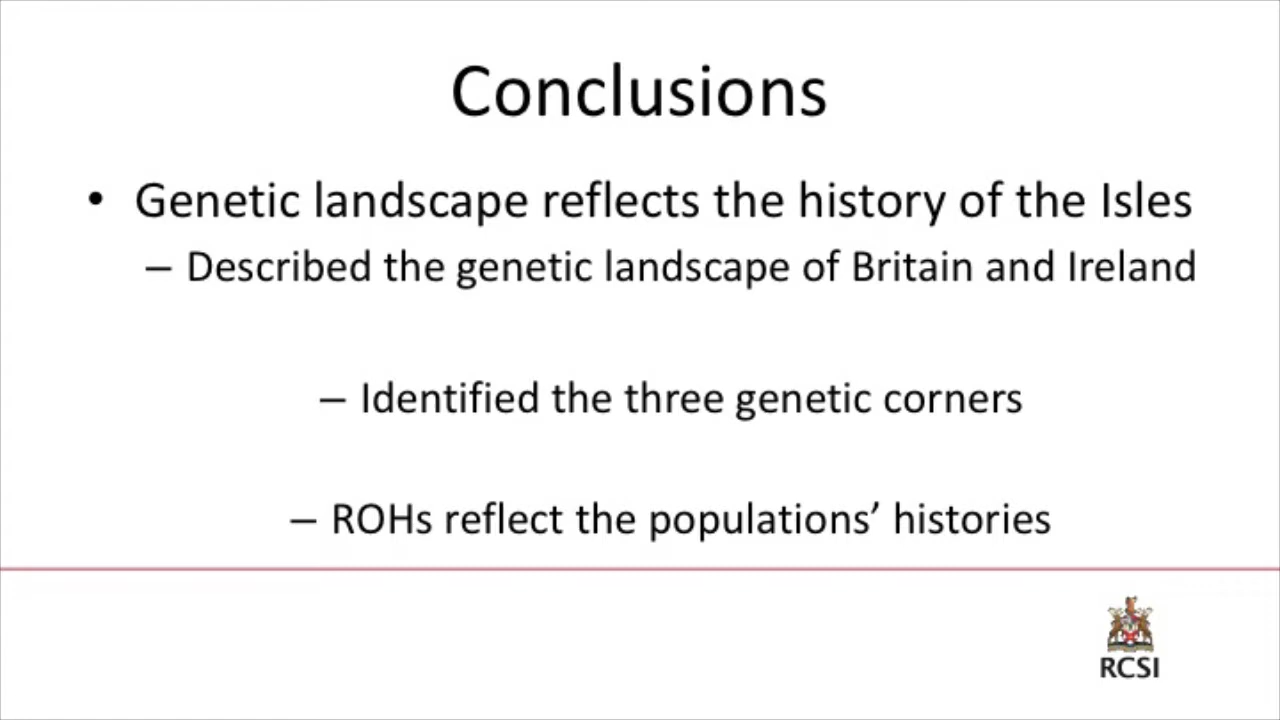 Conclusions
• Genetic landscape reflects the history of the Isles
– Described the genetic landscape of Britain and Ireland
– Identified the three genetic corners
– ROHs reflect the populations’ histories
RCSI